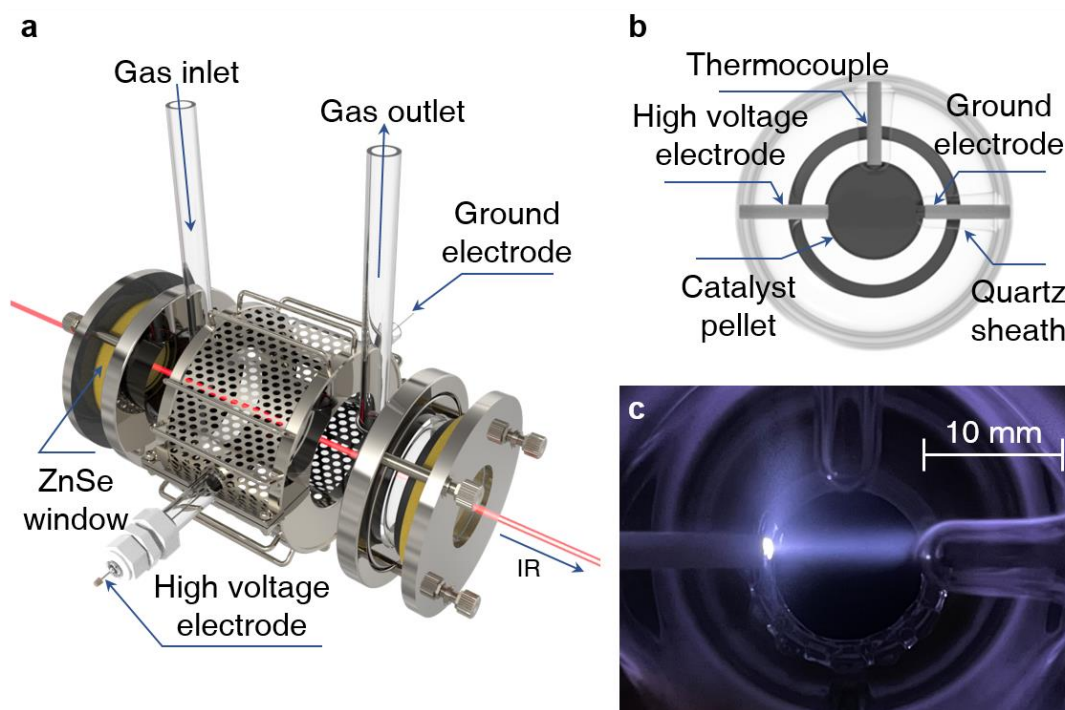 a
Gas inlet
Gas outlet
Ground
electrode
ZnSe
window
High voltage
electrode
IR
b
Thermocouple
High voltage
electrode
Ground
electrode
Catalyst
pellet
Quartz
sheath
c
10 mm